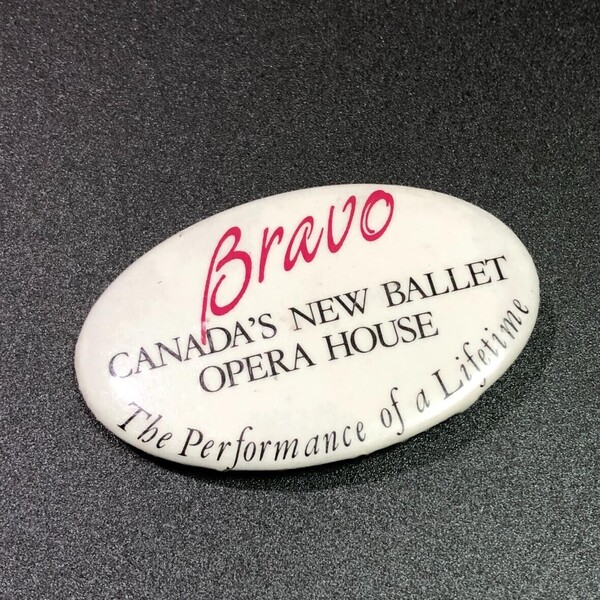 Bravo
CANADA'S NEW BALLET
OPERA HOUSE
The Performance of a Lifetime